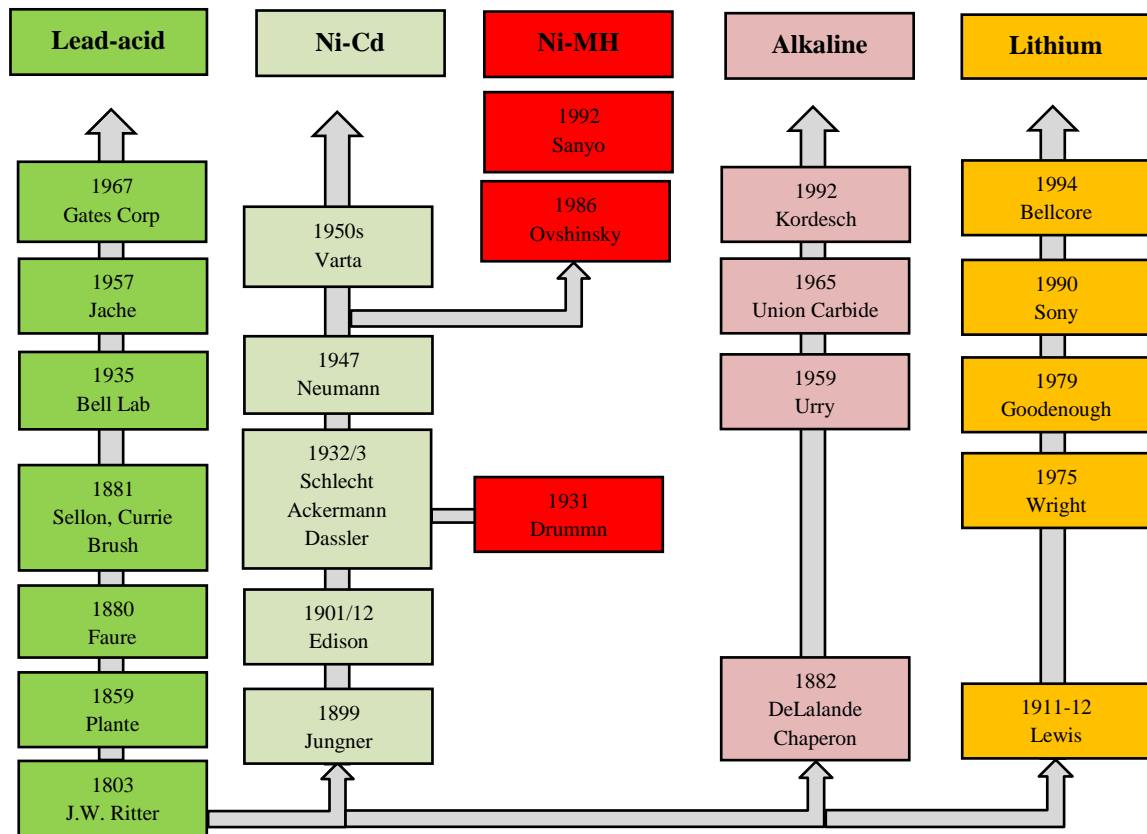 Lead-acid
Ni-Cd
Ni-MH
Alkaline
Lithium
1967
Gates Corp
1957
Jache
1935
Bell Lab
1881
Sellon, Currie
Brush
1880
Faure
1859
Plante
1803
J.W. Ritter
1950s
Varta
1947
Neumann
1932/3
Schlecht
Ackermann
Dassler
1901/12
Edison
1899
Jungner
1992
Sanyo
1986
Ovshinsky
1931
Drummn
1992
Kordesch
1965
Union Carbide
1959
Urry
1882
DeLalande
Chaperon
1994
Bellcore
1990
Sony
1979
Goodenough
1975
Wright
1911-12
Lewis